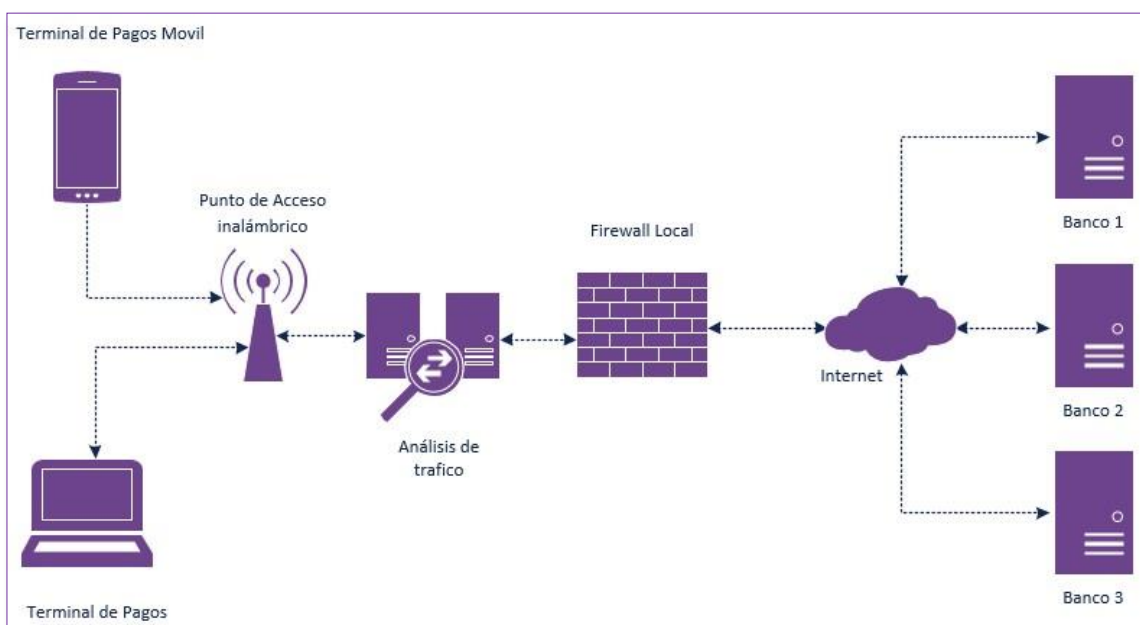 Terminal de Pagos Movil
Punto de Acceso
inalámbrico
Firewall Local
Banco 1
Internet
Banco 2
Análisis de
trafico
Banco 3
Terminal de Pagos